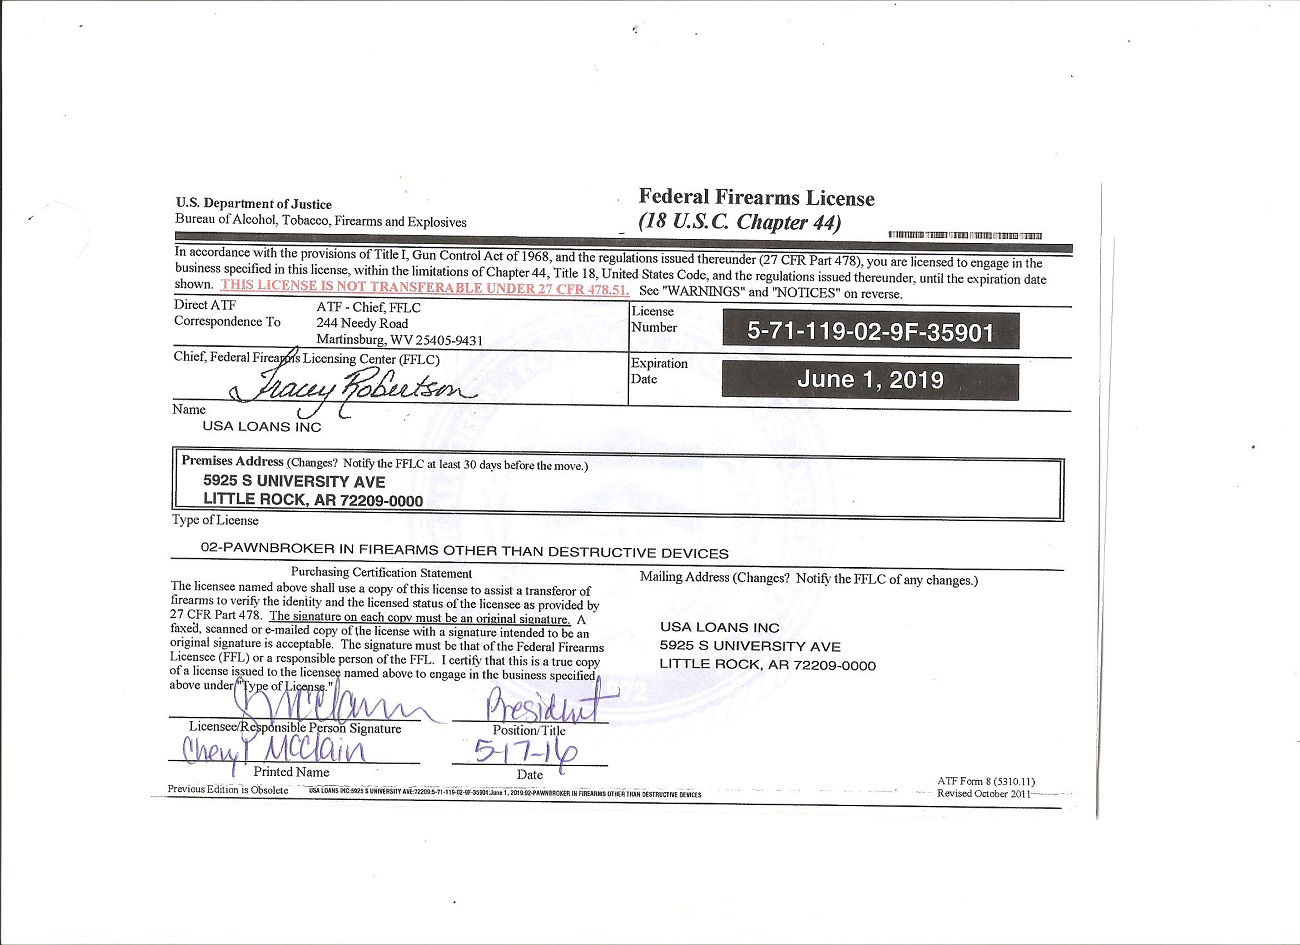 U.S. Department of Justice
Bureau of Alcohol, Tobacco, Firearms and Explosives
Federal Firearms License
(18 U.S.C. Chapter 44)
In accordance with the provisions of Title I, Gun Control Act of 1968, and the regulations issued thereunder (27 CFR Part 478), you are licensed to engage in the
business specified in this license, within the limitations of Chapter 44, Title 18, United States Code, and the regulations issued thereunder, until the expiration date
shown. THIS LICENSE IS NOT TRANSFERABLE UNDER 27 CFR 478.51. See "WARNINGS" and "NOTICES" on reverse.
Direct ATF
Correspondence To
ATF - Chief, FFLC
244 Needy Road
Martinsburg, WV 25405-9431
License
Number
5-71-119-02-9F-35901
Chief, Federal Firearms Licensing Center (FFLC)
Tracey Robertson
Expiration
Date
June 1, 2019
Name
USA LOANS INC
Premises Address (Changes? Notify the FFLC at least 30 days before the move.)
5925 S UNIVERSITY AVE
LITTLE ROCK, AR 72209-0000
Type of License
02-PAWNBROKER IN FIREARMS OTHER THAN DESTRUCTIVE DEVICES
Purchasing Certification Statement
The licensee named above shall use a copy of this license to assist a transferor of
firearms to verify the identity and the licensed status of the licensee as provided by
27 CFR Part 478. The signature on each copy must be an original signature. A
faxed, scanned or e-mailed copy of the license with a signature intended to be an
original signature is acceptable. The signature must be that of the Federal Firearms
Licensee (FFL) or a responsible person of the FFL. I certify that this is a true copy
of a license issued to the licensee named above to engage in the business specified
above under "Type of License."
Mailing Address (Changes? Notify the FFLC of any changes.)
USA LOANS INC
5925 S UNIVERSITY AVE
LITTLE ROCK, AR 72209-0000
McClain
President
Licensee/Responsible Person Signature
Position/Title
Cheryl McClain
5-17-16
Printed Name
Date
Previous Edition is Obsolete
USA LOANS INC:5925 S UNIVERSITY AVE:72209:5-71-119-02-9F-35901:June 1, 2019:02-PAWNBROKER IN FIREARMS OTHER THAN DESTRUCTIVE DEVICES
ATF Form 8 (5310.11)
Revised October 2011